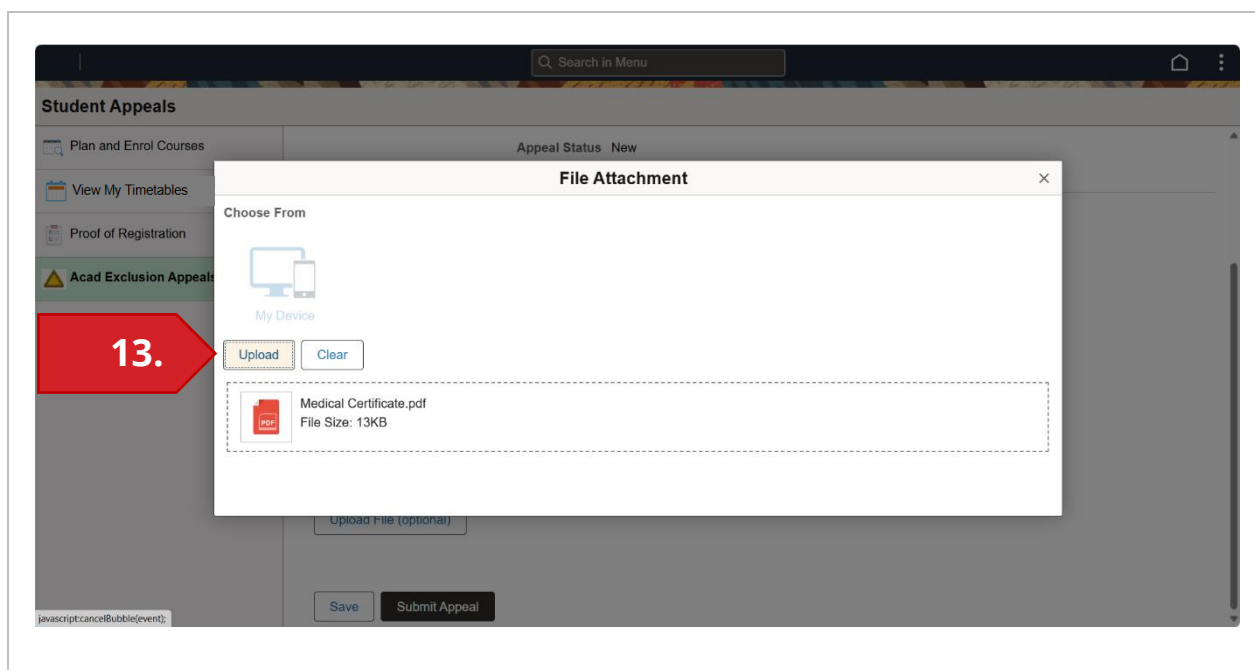 Search in Menu
Student Appeals
Plan and Enrol Courses
Appeal Status New
File Attachment
View My Timetables
Choose From
Proof of Registration
Acad Exclusion Appeals
My Device
13.
Upload Clear
Medical Certificate.pdf
PDF
File Size: 13KB
Upload File (optional)
Save Submit Appeal
javascript:cancelBubble(event);